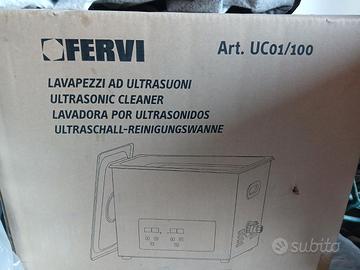 FERVI Art. UC01/100
LAVAPEZZI AD ULTRASUONI
ULTRASONIC CLEANER
LAVADORA POR ULTRASONIDOS
ULTRASCHALL-REINIGUNGSWANNE
subito